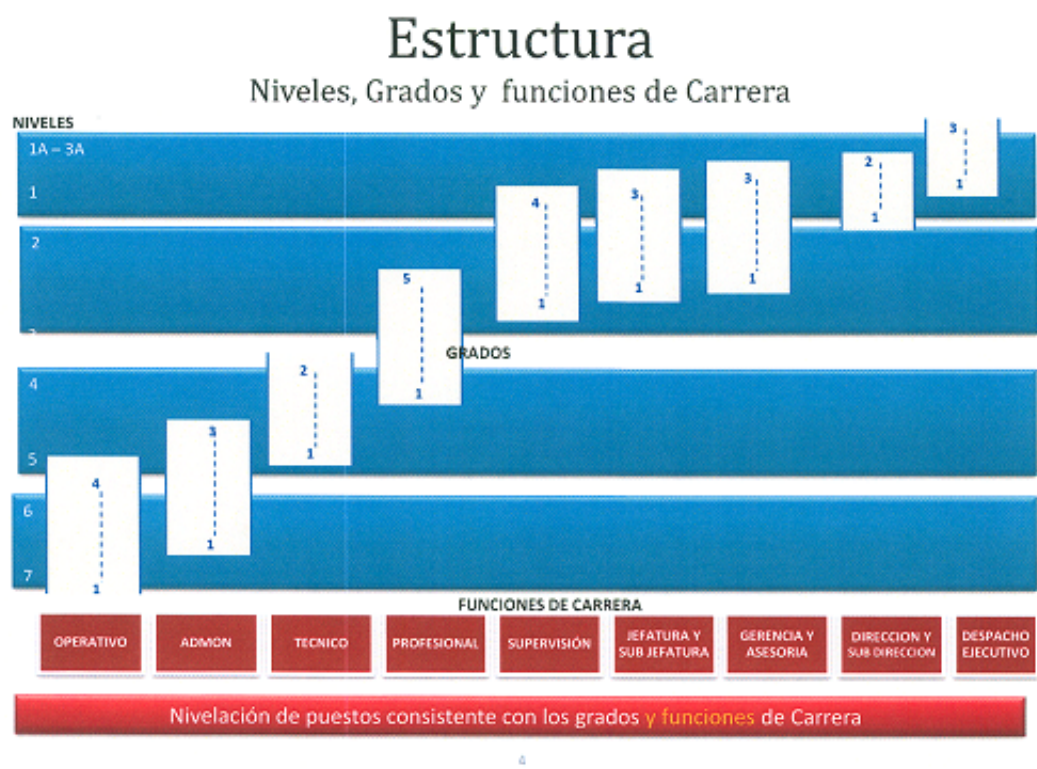 Estructura
Niveles, Grados y funciones de Carrera
NIVELES
1A – 3A
1
2
4
5
6
7
4
1
3
1
2
1
5
1
4
1
3
1
3
1
2
1
3
1
GRADOS
FUNCIONES DE CARRERA
OPERATIVO
ADMON
TECNICO
PROFESIONAL
SUPERVISIÓN
JEFATURA Y
SUB JEFATURA
GERENCIA Y
ASESORIA
DIRECCION Y
SUB DIRECCION
DESPACHO
EJECUTIVO
Nivelación de puestos consistente con los grados y funciones de Carrera